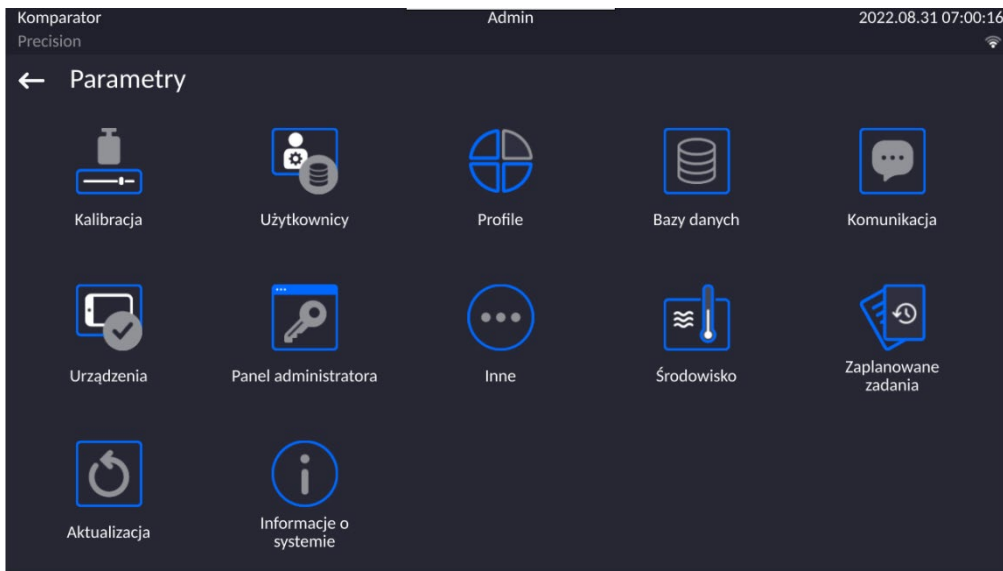 Komparator Admin 2022.08.31 07:00:16
Precision
Parametry
Kalibracja Użytkownicy Profile Bazy danych Komunikacja
Urządzenia Panel administratora Inne Środowisko Zaplanowane
zadania
Aktualizacja Informacje o
systemie